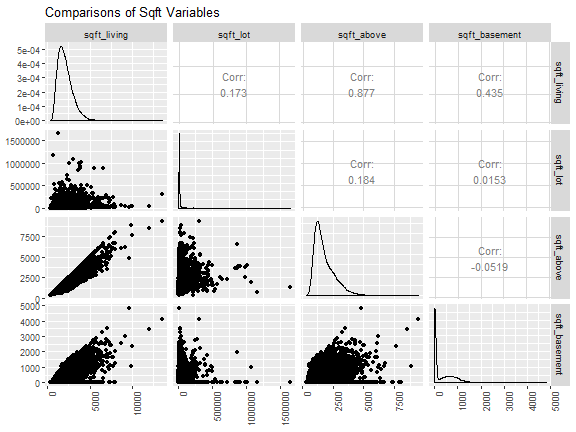 Comparisons of Sqft Variables
sqft_living sqft_lot sqft_above sqft_basement
5e-04
4e-04
3e-04
2e-04
1e-04
0e+00
Corr:
0.173
Corr:
0.877
Corr:
0.435
sqft_living
1500000
1000000
500000
0
Corr:
0.184
Corr:
0.0153
sqft_lot
7500
5000
2500
0
Corr:
-0.0519
sqft_above
5000
4000
3000
2000
1000
0
sqft_basement
0 5000 10000
0 500000 1000000 1500000
0 2500 5000 7500
0 1000 2000 3000 4000 5000